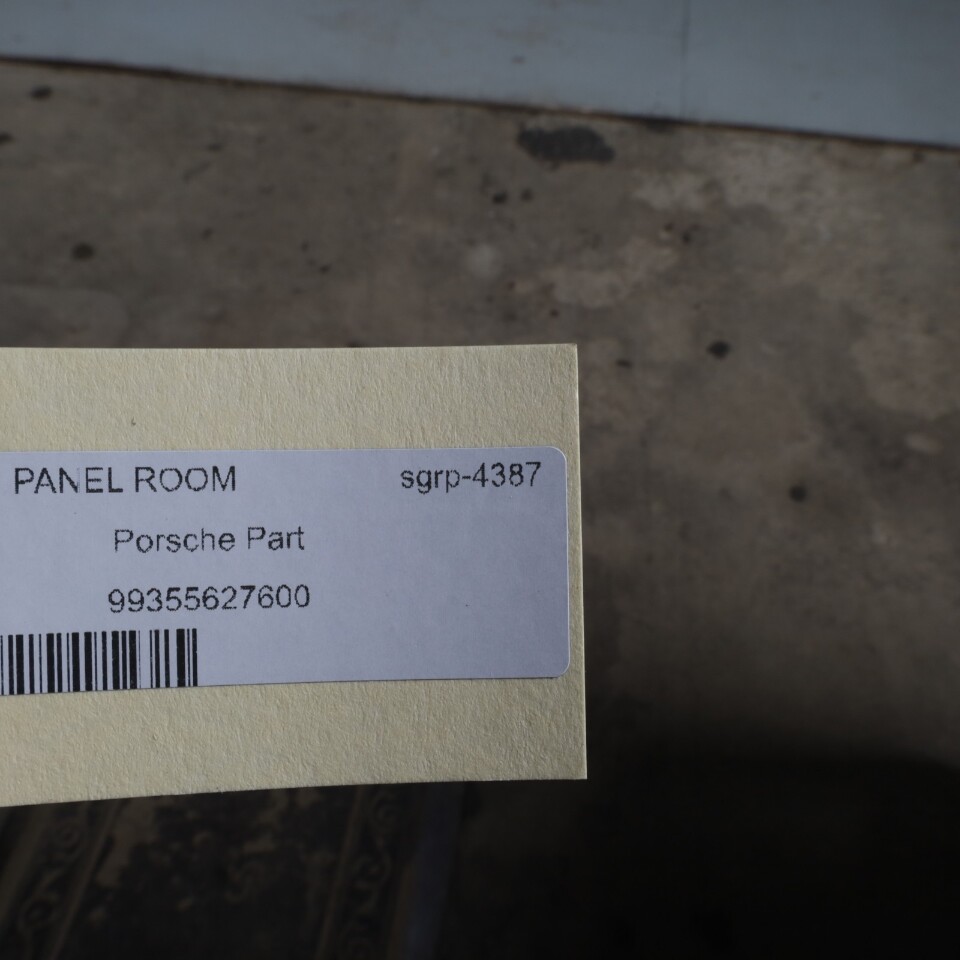 PANEL ROOM sgrp-4387
Porsche Part
99355627600